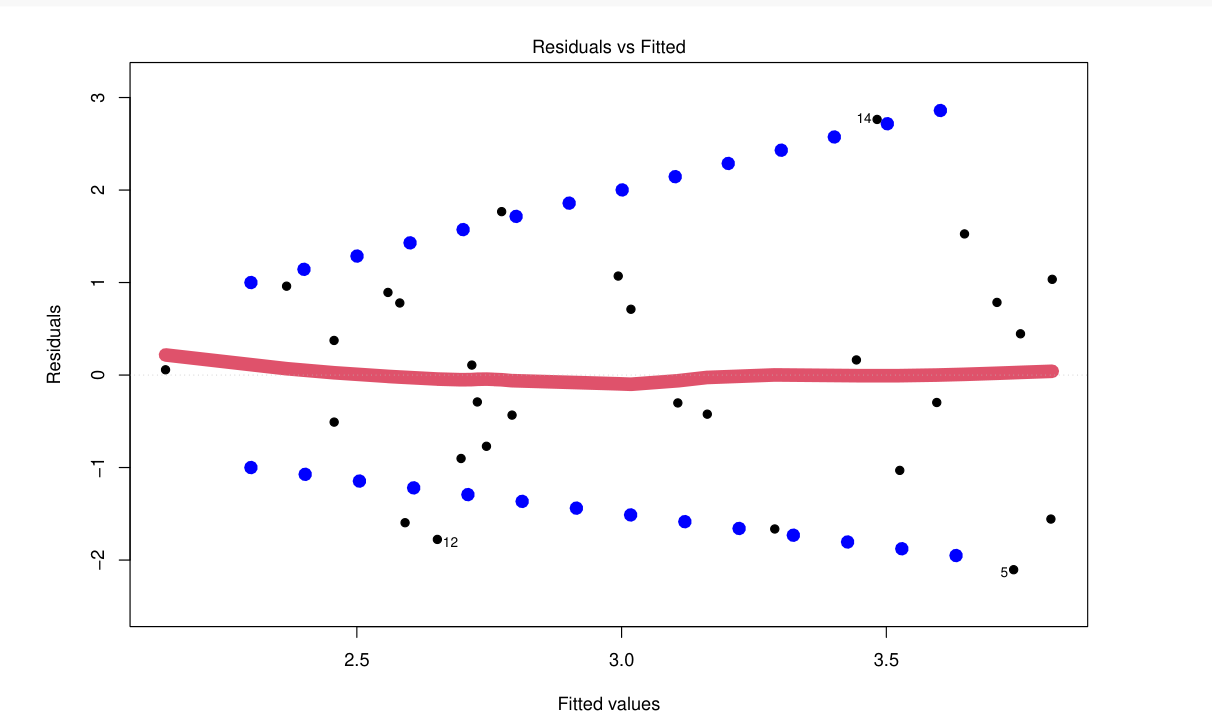 Residuals vs Fitted
3
2
1
0
−1
−2
Residuals
14
12
5
2.5 3.0 3.5
Fitted values